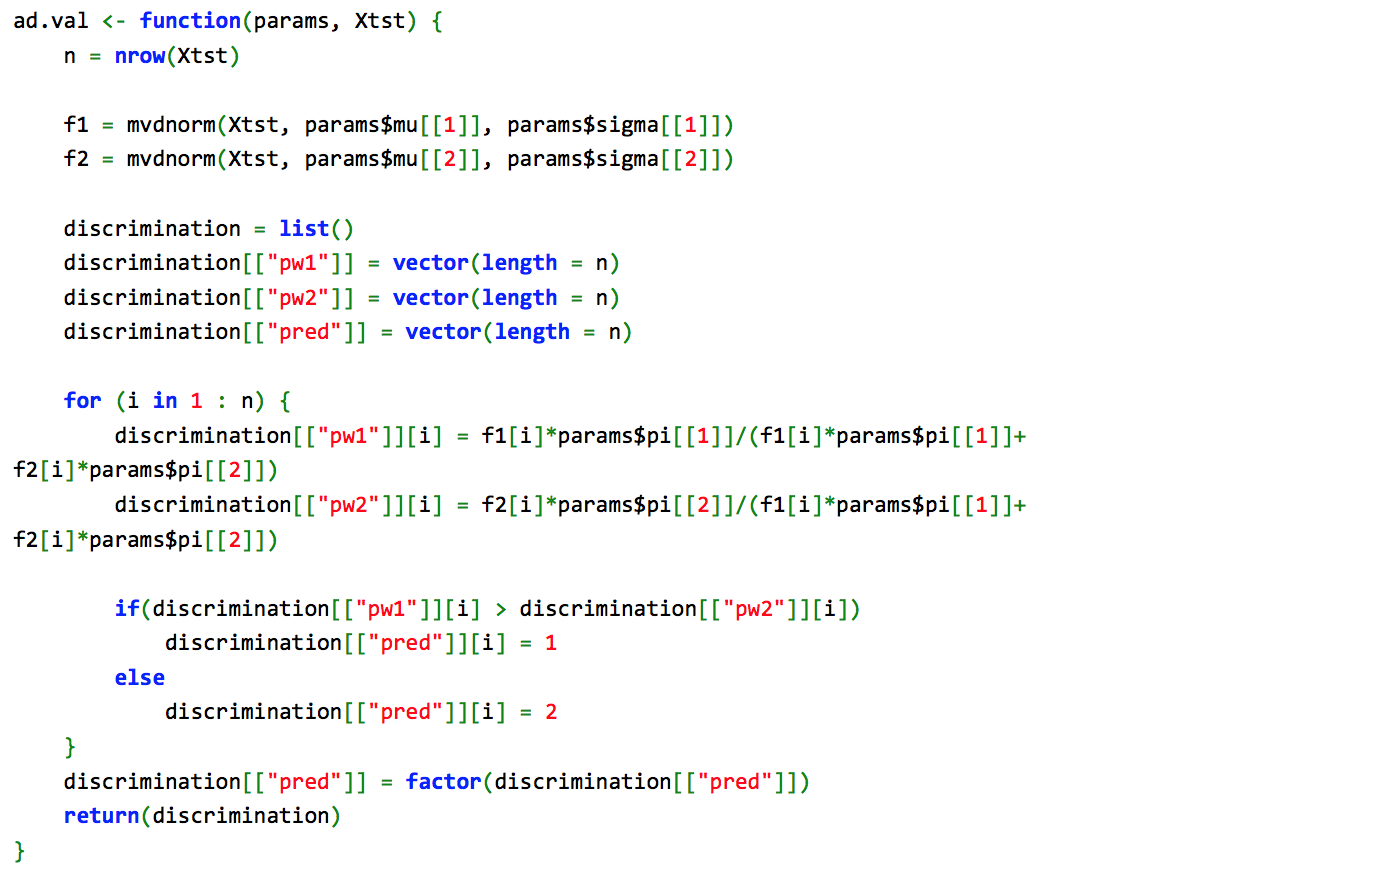 ad.val <- function(params, Xtst) {
    n = nrow(Xtst)

    f1 = mvdnorm(Xtst, params$mu[[1]], params$sigma[[1]])
    f2 = mvdnorm(Xtst, params$mu[[2]], params$sigma[[2]])

    discrimination = list()
    discrimination[["pw1"]] = vector(length = n)
    discrimination[["pw2"]] = vector(length = n)
    discrimination[["pred"]] = vector(length = n)

    for (i in 1 : n) {
        discrimination[["pw1"]][i] = f1[i]*params$pi[[1]]/(f1[i]*params$pi[[1]]+
f2[i]*params$pi[[2]])
        discrimination[["pw2"]][i] = f2[i]*params$pi[[2]]/(f1[i]*params$pi[[1]]+
f2[i]*params$pi[[2]])

        if(discrimination[["pw1"]][i] > discrimination[["pw2"]][i])
            discrimination[["pred"]][i] = 1
        else
            discrimination[["pred"]][i] = 2
    }
    discrimination[["pred"]] = factor(discrimination[["pred"]])
    return(discrimination)
}